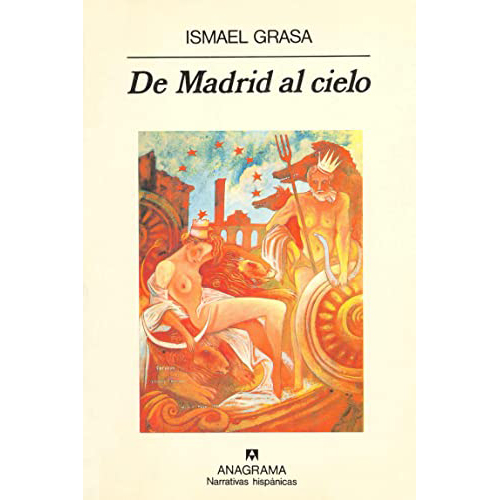 ISMAEL GRASA
De Madrid al cielo
ANAGRAMA
Narrativas hispánicas